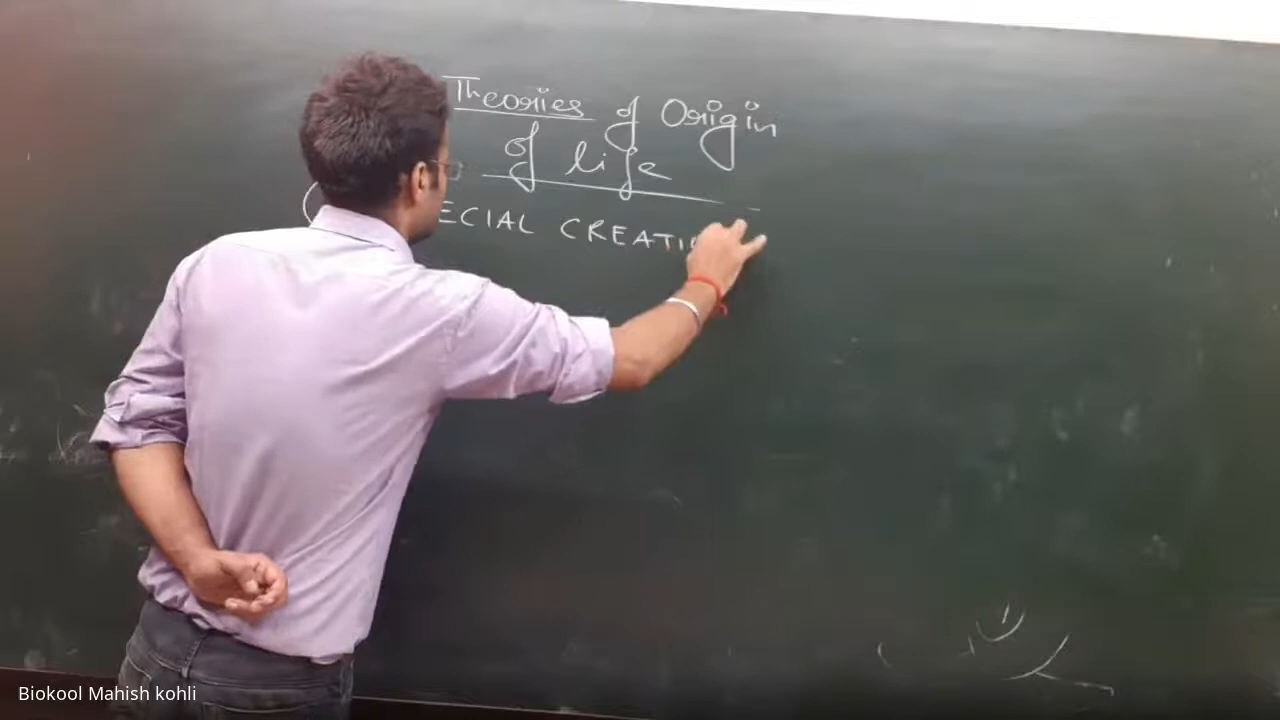 Theories of Origin
of life
ECIAL CREATI
Biokool Mahish kohli